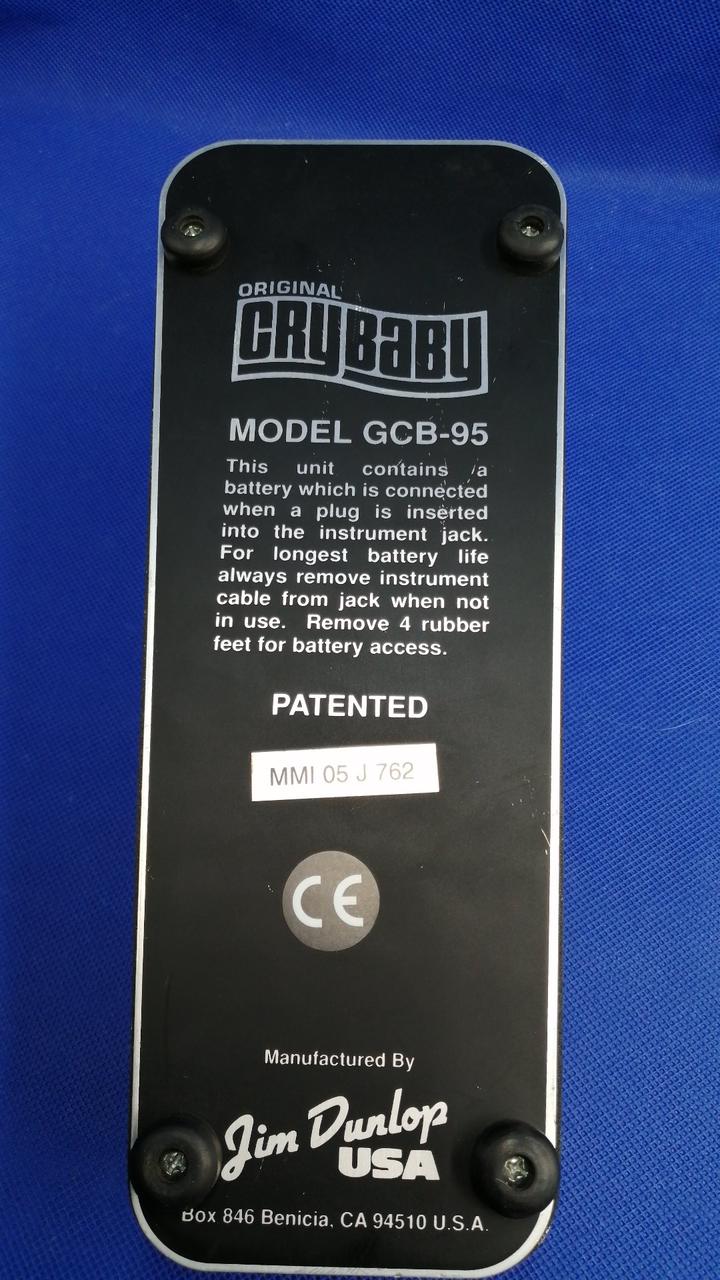 ORIGINAL
CRYBABY
MODEL GCB-95
This unit contains a
battery which is connected
when a plug is inserted
into the instrument jack.
For longest battery life
always remove instrument
cable from jack when not
in use. Remove 4 rubber
feet for battery access.
PATENTED
MMI 05 J 762
CE
Manufactured By
Jim Dunlop
USA
Box 846 Benicia, CA 94510 U.S.A.